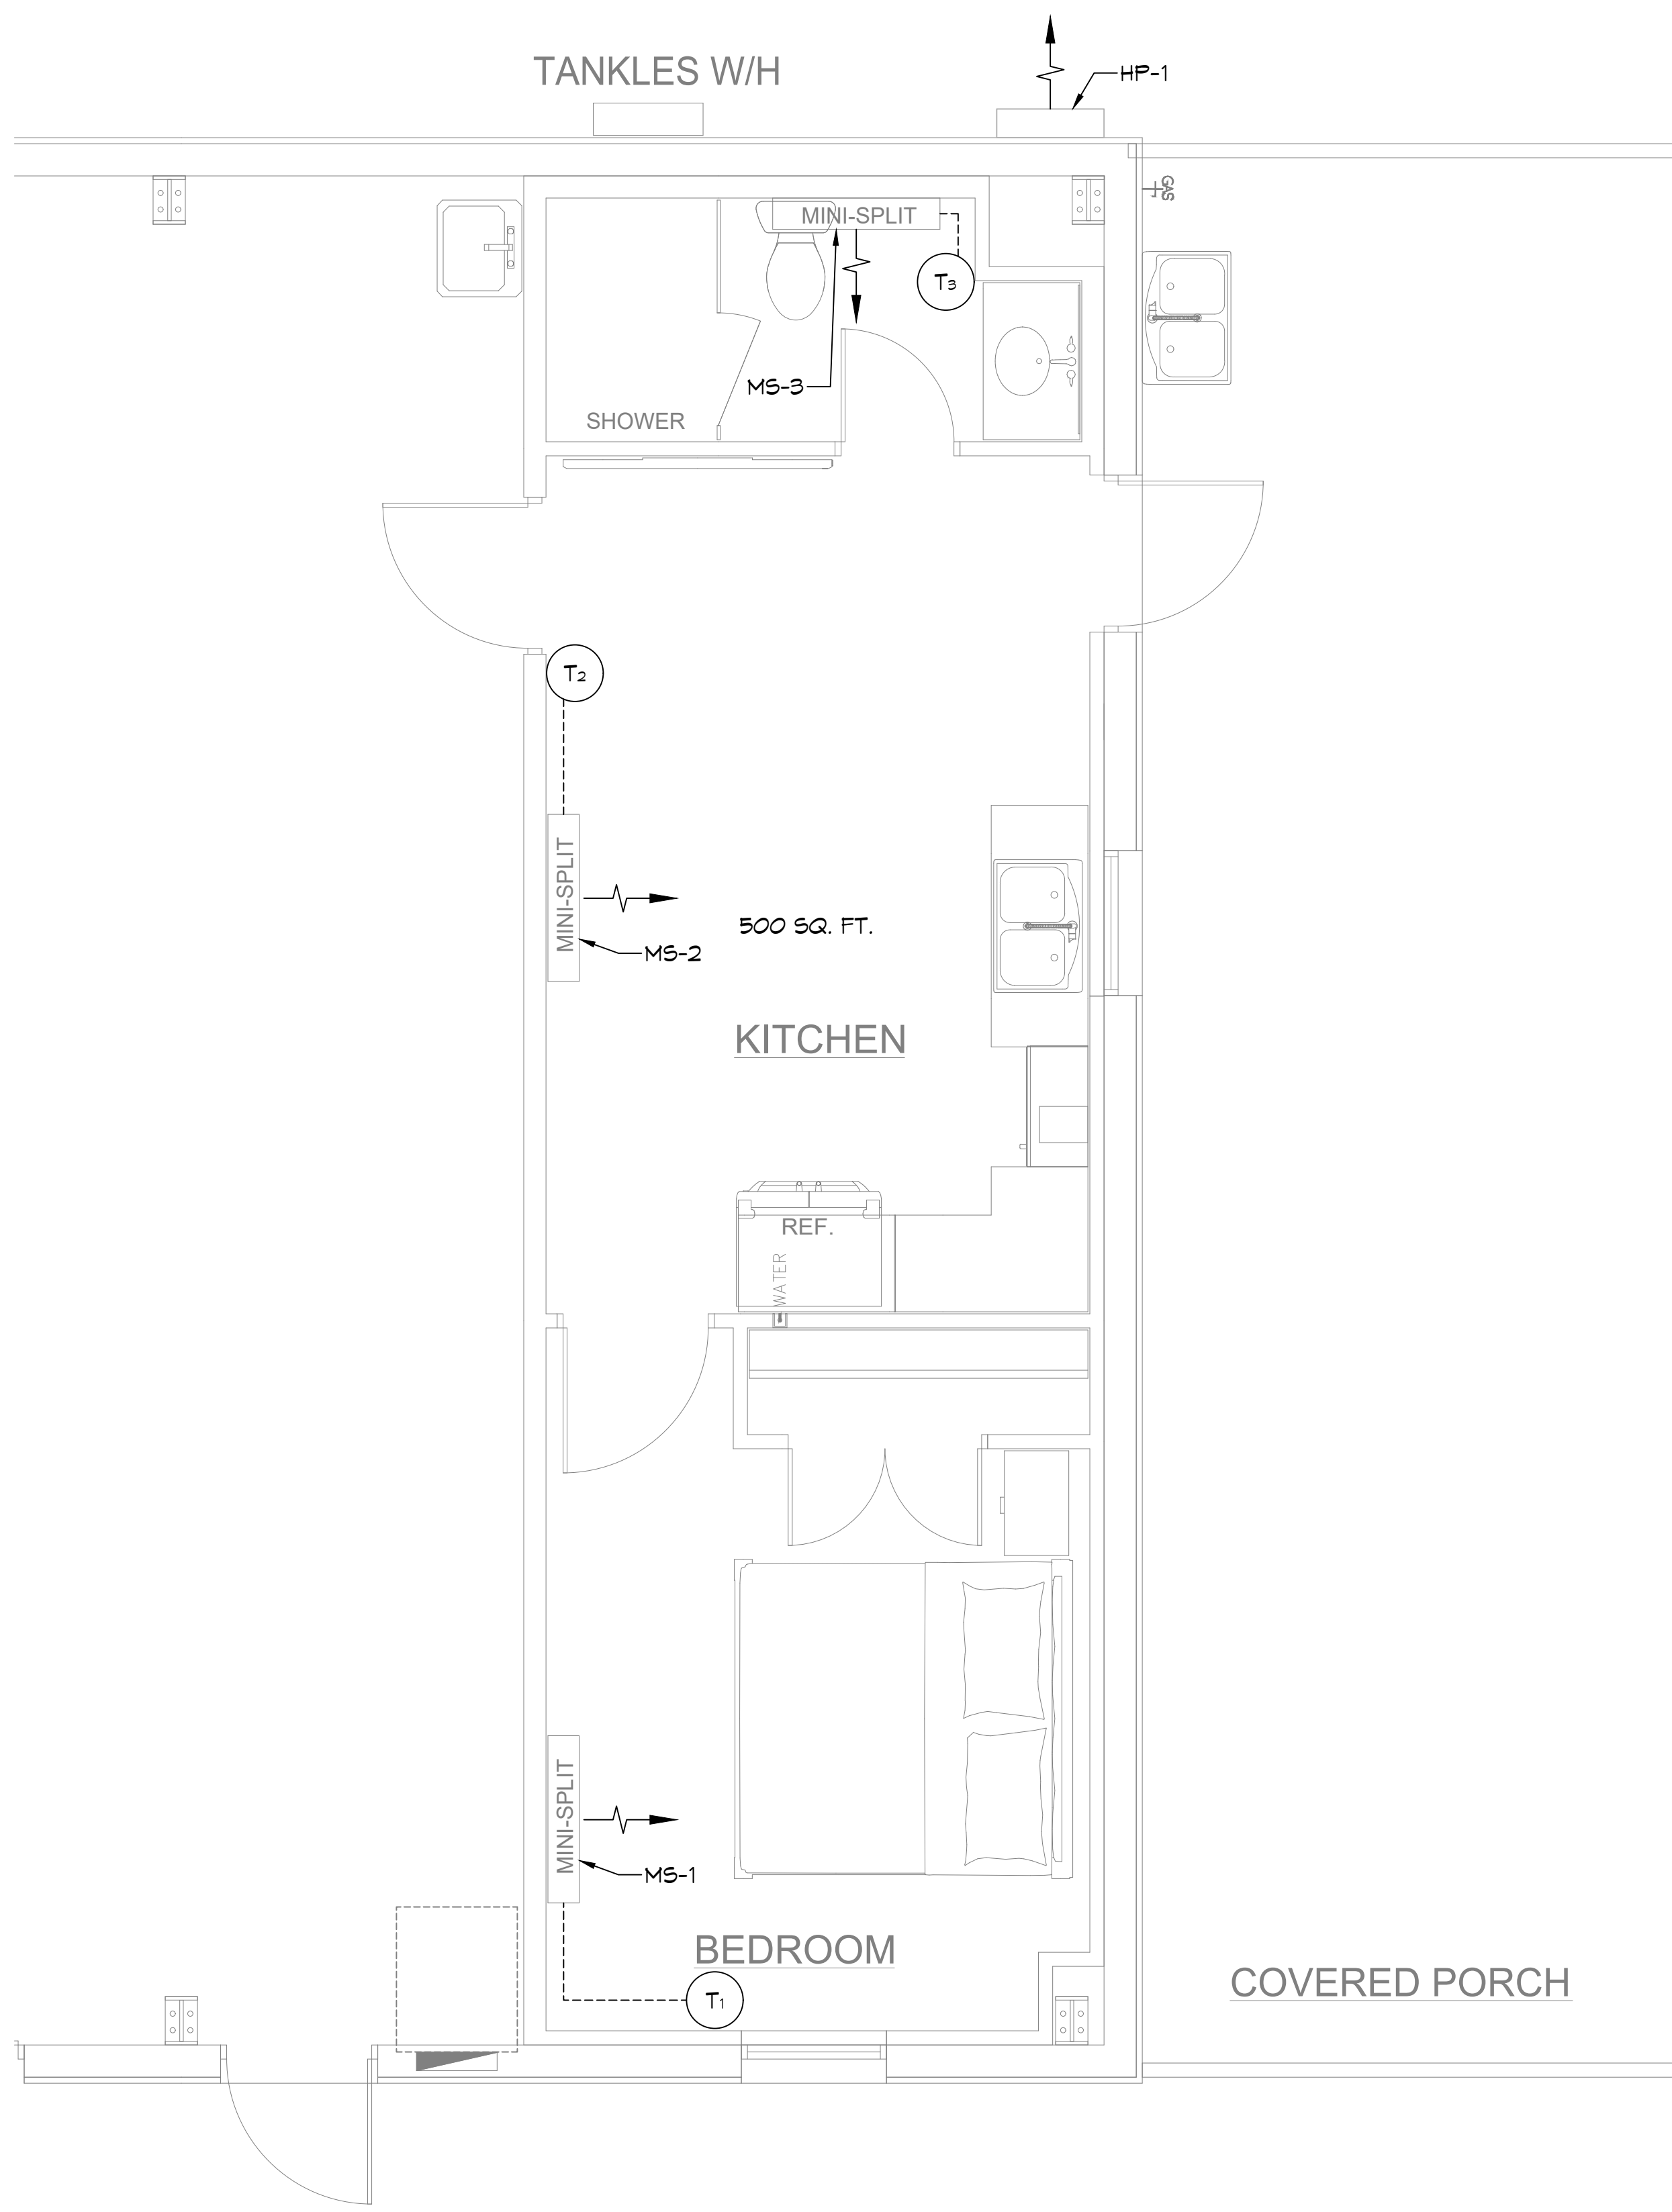 TANKLES W/H
HP-1
GAS
MINI-SPLIT
T3
MS-3
SHOWER
T2
MINI-SPLIT
500 SQ. FT.
MS-2
KITCHEN
REF.
WATER
MINI-SPLIT
MS-1
BEDROOM
T1
COVERED PORCH